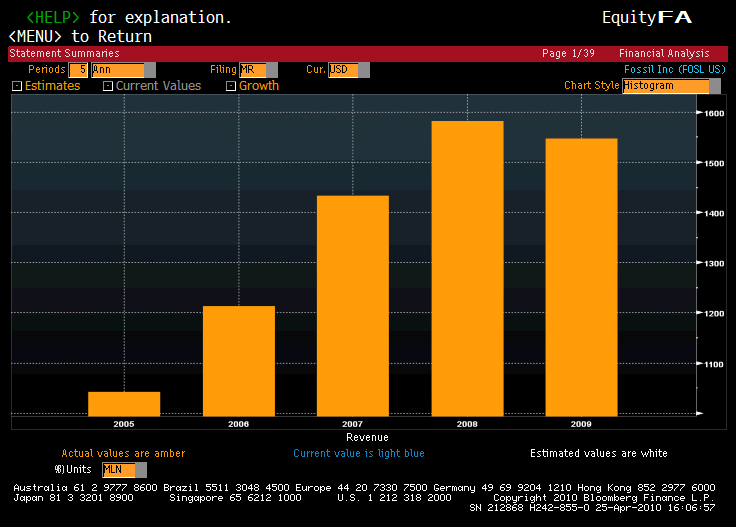 <HELP> for explanation. EquityFA
<MENU> to Return
Statement Summaries Page 1/39 Financial Analysis
Periods 5 Ann Filing MR Cur. USD Fossil Inc (FOSL US)
- Estimates - Current Values - Growth Chart Style Histogram
1600
1500
1400
1300
1200
1100
2005 2006 2007 2008 2009
Revenue
Actual values are amber Current value is light blue Estimated values are white
%)Units MLN
Australia 61 2 9777 8600 Brazil 5511 3048 4500 Europe 44 20 7330 7500 Germany 49 69 9204 1210 Hong Kong 852 2977 6000
Japan 81 3 3201 8900 Singapore 65 6212 1000 U.S. 1 212 318 2000 Copyright 2010 Bloomberg Finance L.P.
SN 212868 H242-855-0 25-Apr-2010 16:06:57